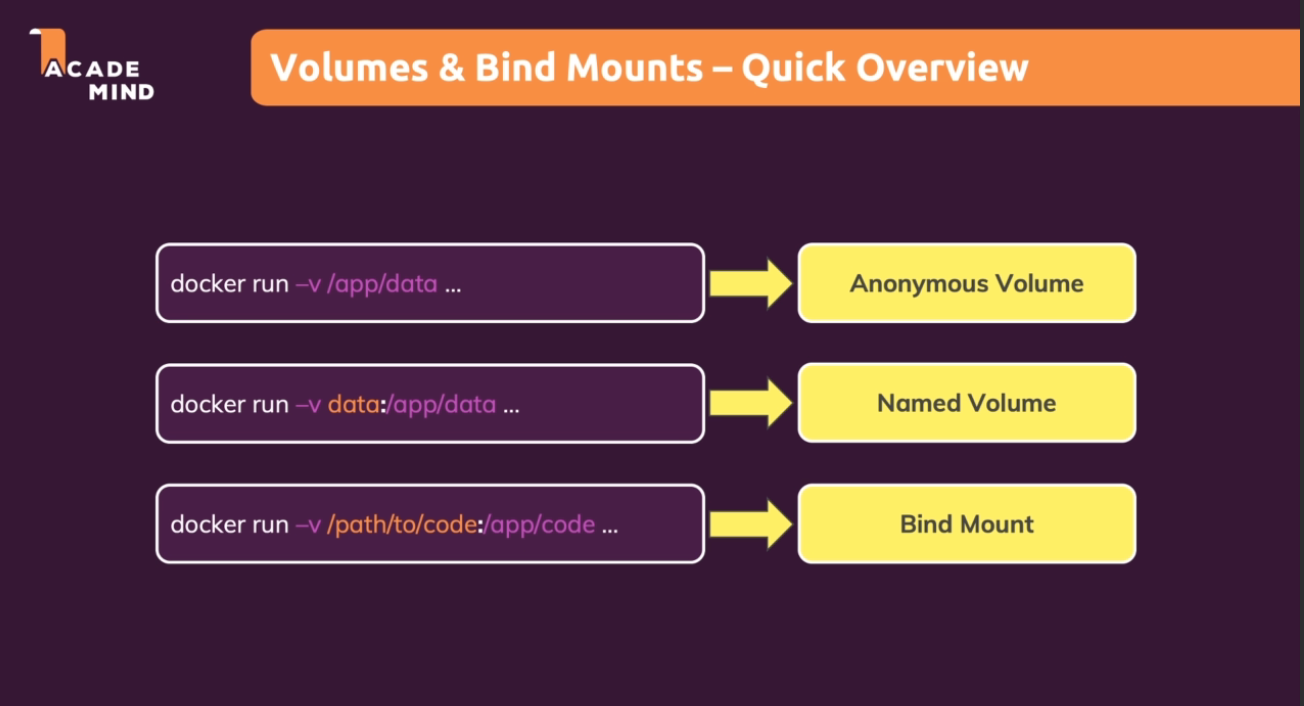 ACADE
MIND
Volumes & Bind Mounts – Quick Overview
docker run –v /app/data ...
Anonymous Volume
docker run –v data:/app/data ...
Named Volume
docker run –v /path/to/code:/app/code ...
Bind Mount